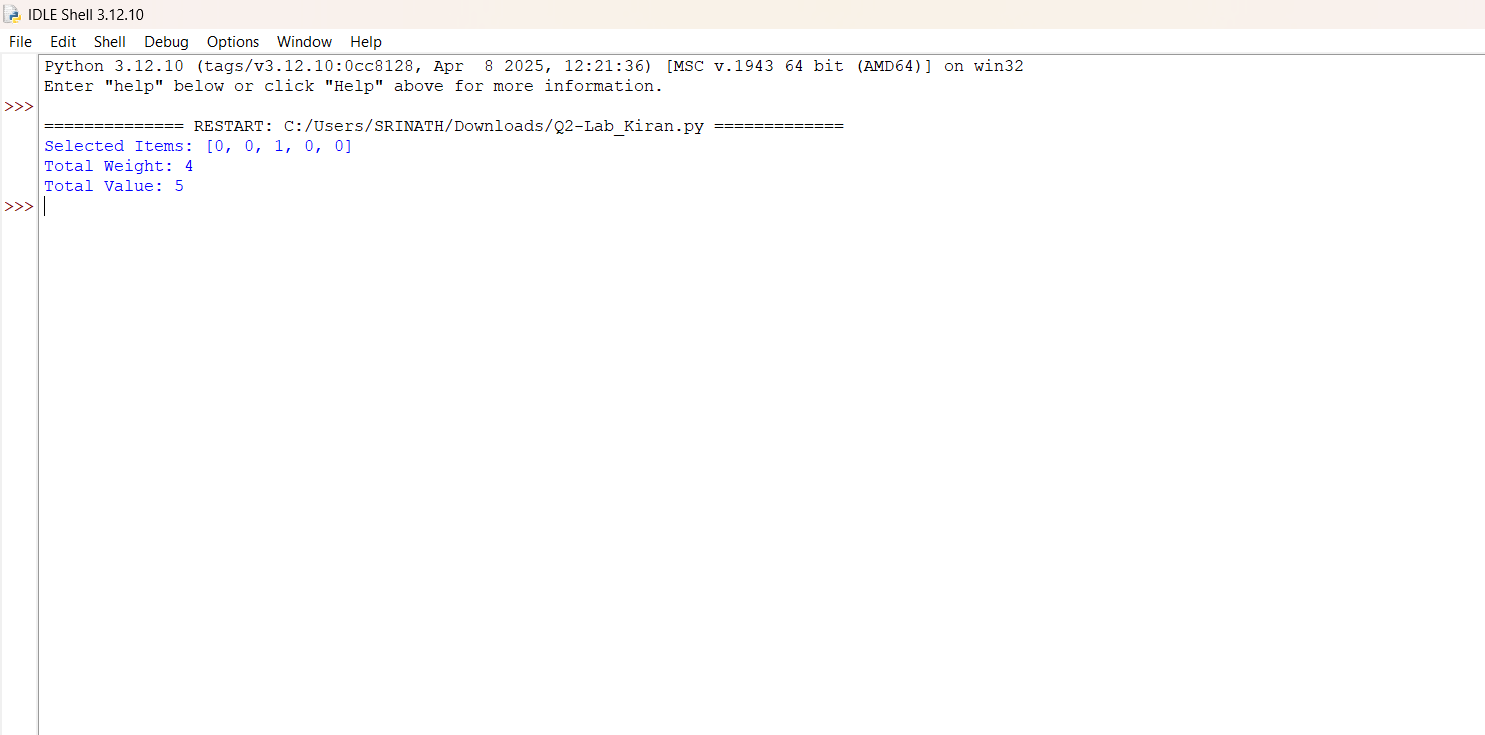 IDLE Shell 3.12.10
File Edit Shell Debug Options Window Help
Python 3.12.10 (tags/v3.12.10:0cc8128, Apr  8 2025, 12:21:36) [MSC v.1943 64 bit (AMD64)] on win32
Enter "help" below or click "Help" above for more information.
>>>
============== RESTART: C:/Users/SRINATH/Downloads/Q2-Lab_Kiran.py =============
Selected Items: [0, 0, 1, 0, 0]
Total Weight: 4
Total Value: 5
>>>